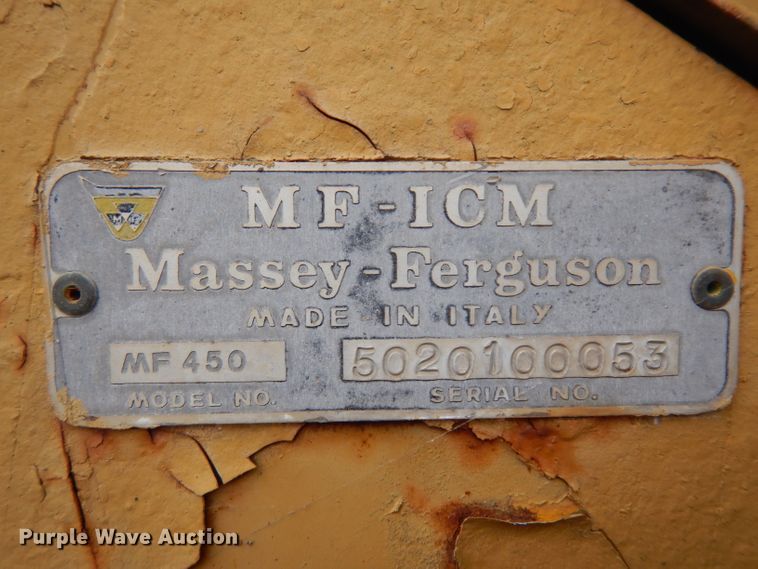 MF-ICM
Massey-Ferguson
MADE IN ITALY
MF 450 5020100053
MODEL NO. SERIAL NO.
Purple Wave Auction